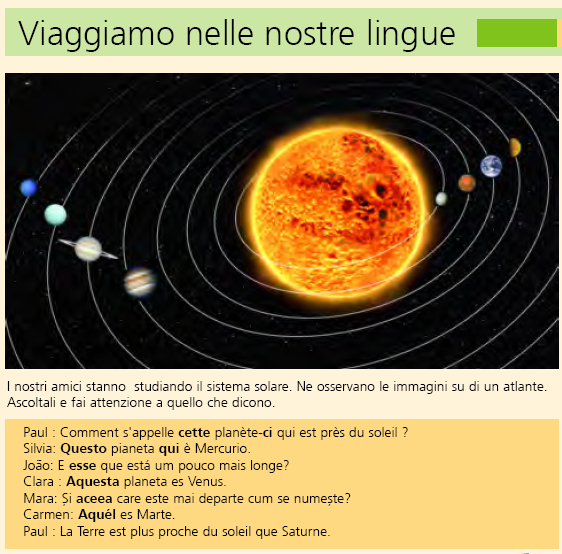 Viaggiamo nelle nostre lingue
I nostri amici stanno studiando il sistema solare. Ne osservano le immagini su di un atlante.
Ascoltali e fai attenzione a quello che dicono.
Paul : Comment s'appelle cette planète-ci qui est près du soleil ?
Silvia: Questo pianeta qui è Mercurio.
João: E esse que está um pouco mais longe?
Clara : Aquesta planeta es Venus.
Mara: Și aceea care este mai departe cum se numește?
Carmen: Aquél es Marte.
Paul : La Terre est plus proche du soleil que Saturne.